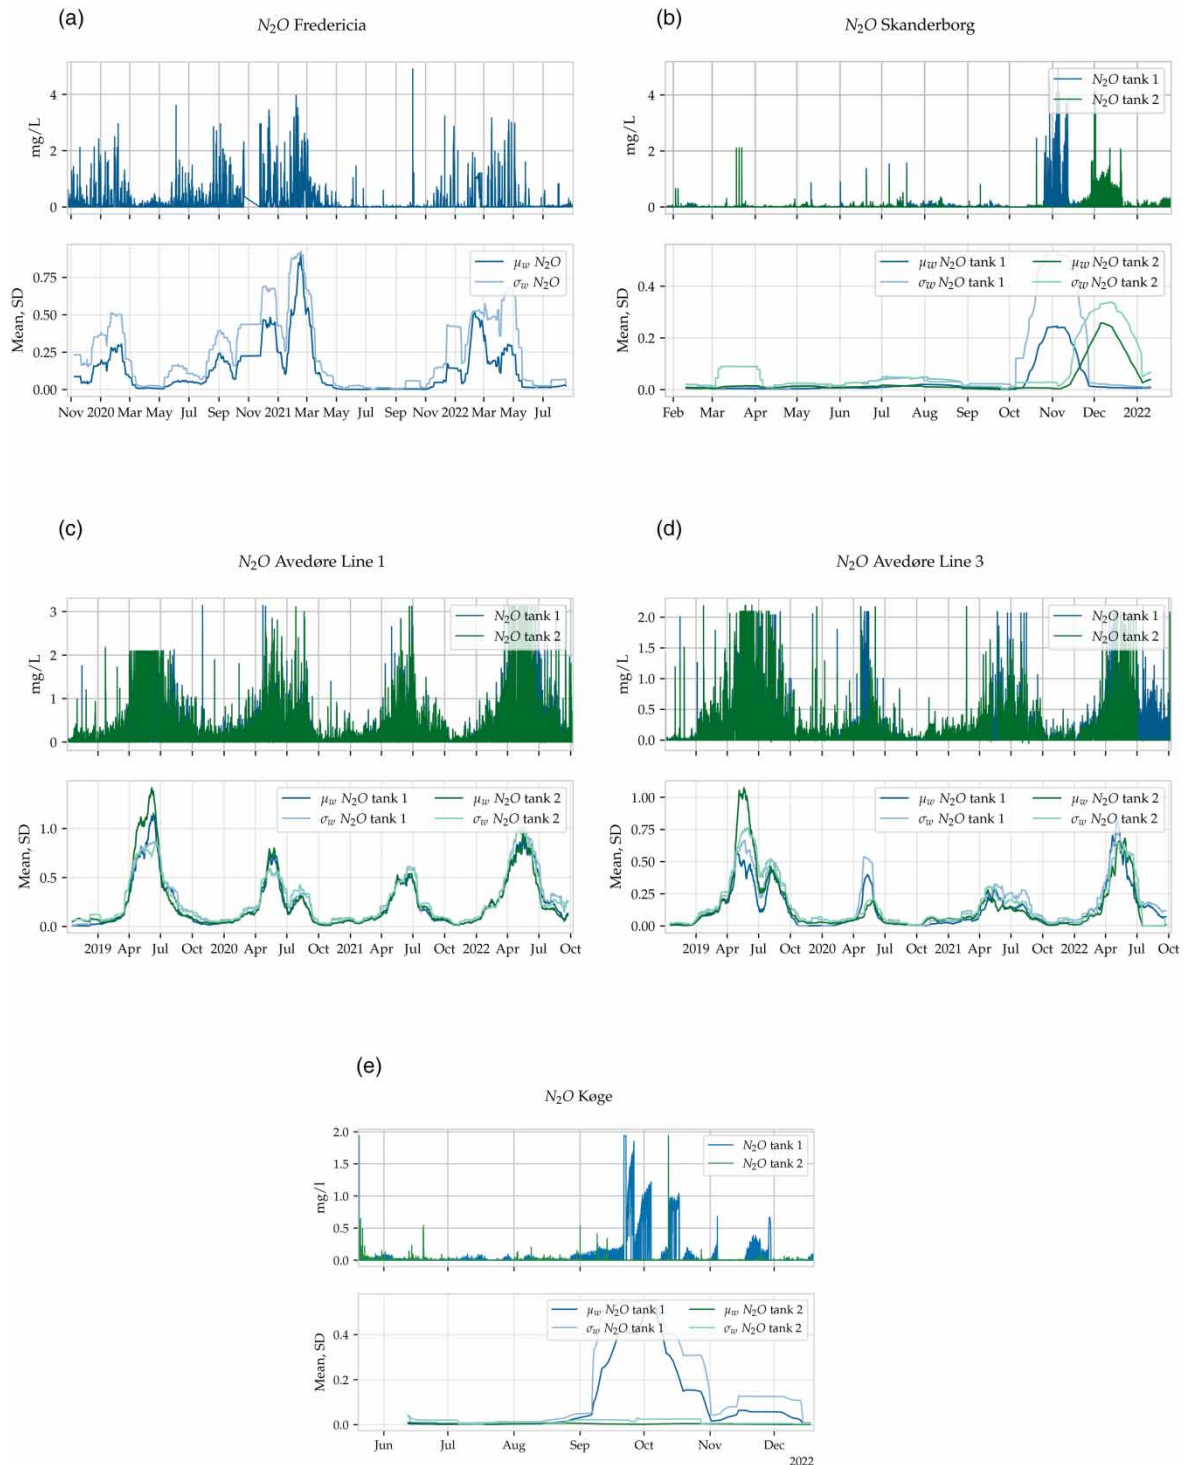 (a)
N₂O Fredericia
mg/L
4
2
0
Mean, SD
0.75
0.50
0.25
0.00
μw N₂O
σw N₂O
Nov 2020 Mar May Jul Sep Nov 2021 Mar May Jul Sep Nov 2022 Mar May Jul
(b)
N₂O Skanderborg
mg/L
4
2
0
N₂O tank 1
N₂O tank 2
Mean, SD
0.4
0.2
0.0
μw N₂O tank 1 μw N₂O tank 2
σw N₂O tank 1 σw N₂O tank 2
Feb Mar Apr May Jun Jul Aug Sep Oct Nov Dec 2022
(c)
N₂O Avedøre Line 1
mg/L
3
2
1
0
N₂O tank 1
N₂O tank 2
Mean, SD
1.0
0.5
0.0
μw N₂O tank 1 μw N₂O tank 2
σw N₂O tank 1 σw N₂O tank 2
2019 Apr Jul Oct 2020 Apr Jul Oct 2021 Apr Jul Oct 2022 Apr Jul Oct
(d)
N₂O Avedøre Line 3
mg/L
2.0
1.5
1.0
0.5
0.0
N₂O tank 1
N₂O tank 2
Mean, SD
1.00
0.75
0.50
0.25
0.00
μw N₂O tank 1 μw N₂O tank 2
σw N₂O tank 1 σw N₂O tank 2
2019 Apr Jul Oct 2020 Apr Jul Oct 2021 Apr Jul Oct 2022 Apr Jul Oct
(e)
N₂O Køge
mg/l
2.0
1.5
1.0
0.5
0.0
N₂O tank 1
N₂O tank 2
Mean, SD
0.4
0.2
0.0
μw N₂O tank 1 μw N₂O tank 2
σw N₂O tank 1 σw N₂O tank 2
Jun Jul Aug Sep Oct Nov Dec
2022